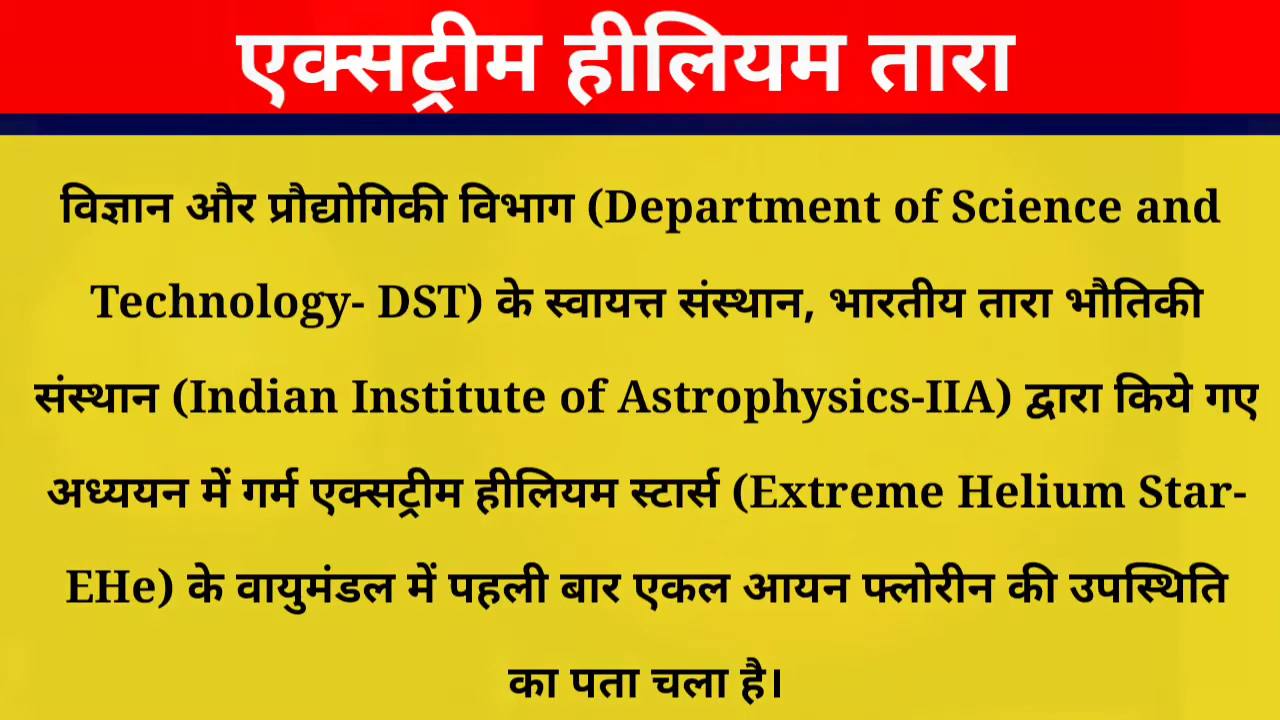 एक्सट्रीम हीलियम तारा
विज्ञान और प्रौद्योगिकी विभाग (Department of Science and
Technology- DST) के स्वायत्त संस्थान, भारतीय तारा भौतिकी
संस्थान (Indian Institute of Astrophysics-IIA) द्वारा किये गए
अध्ययन में गर्म एक्सट्रीम हीलियम स्टार्स (Extreme Helium Star-
EHe) के वायुमंडल में पहली बार एकल आयन फ्लोरीन की उपस्थिति
का पता चला है।